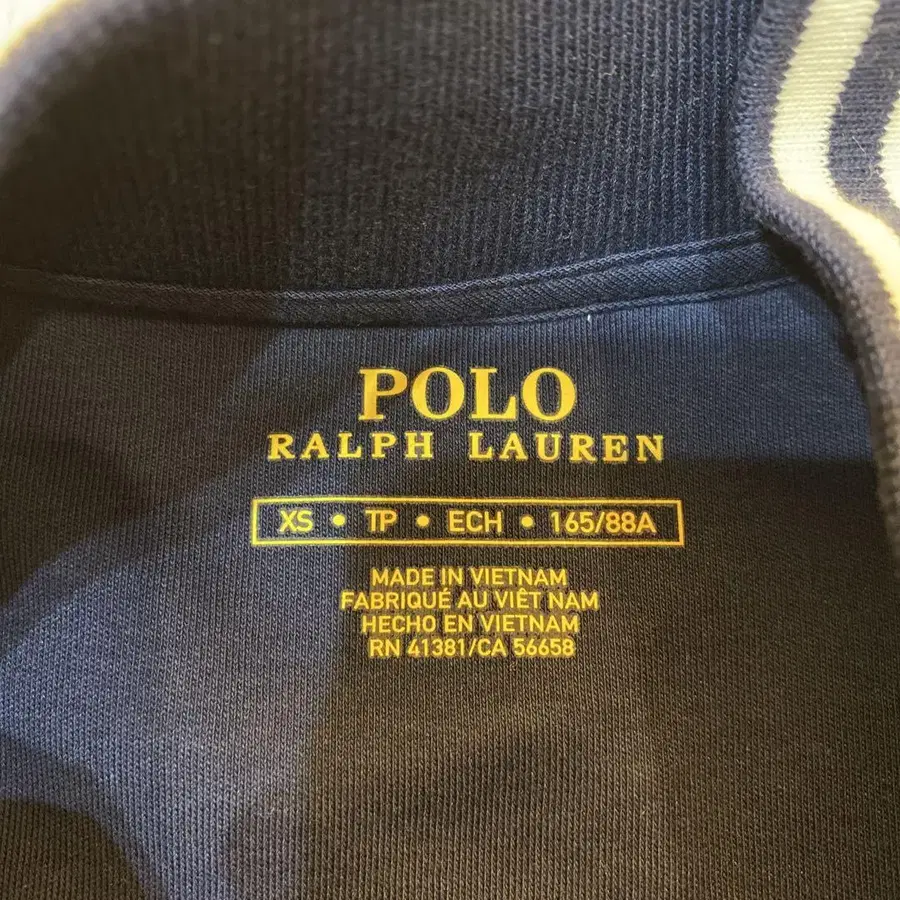 POLO
RALPH LAUREN
XS • TP • ECH • 165/88A
MADE IN VIETNAM
FABRIQUÉ AU VIÊT NAM
HECHO EN VIETNAM
RN 41381/CA 56658